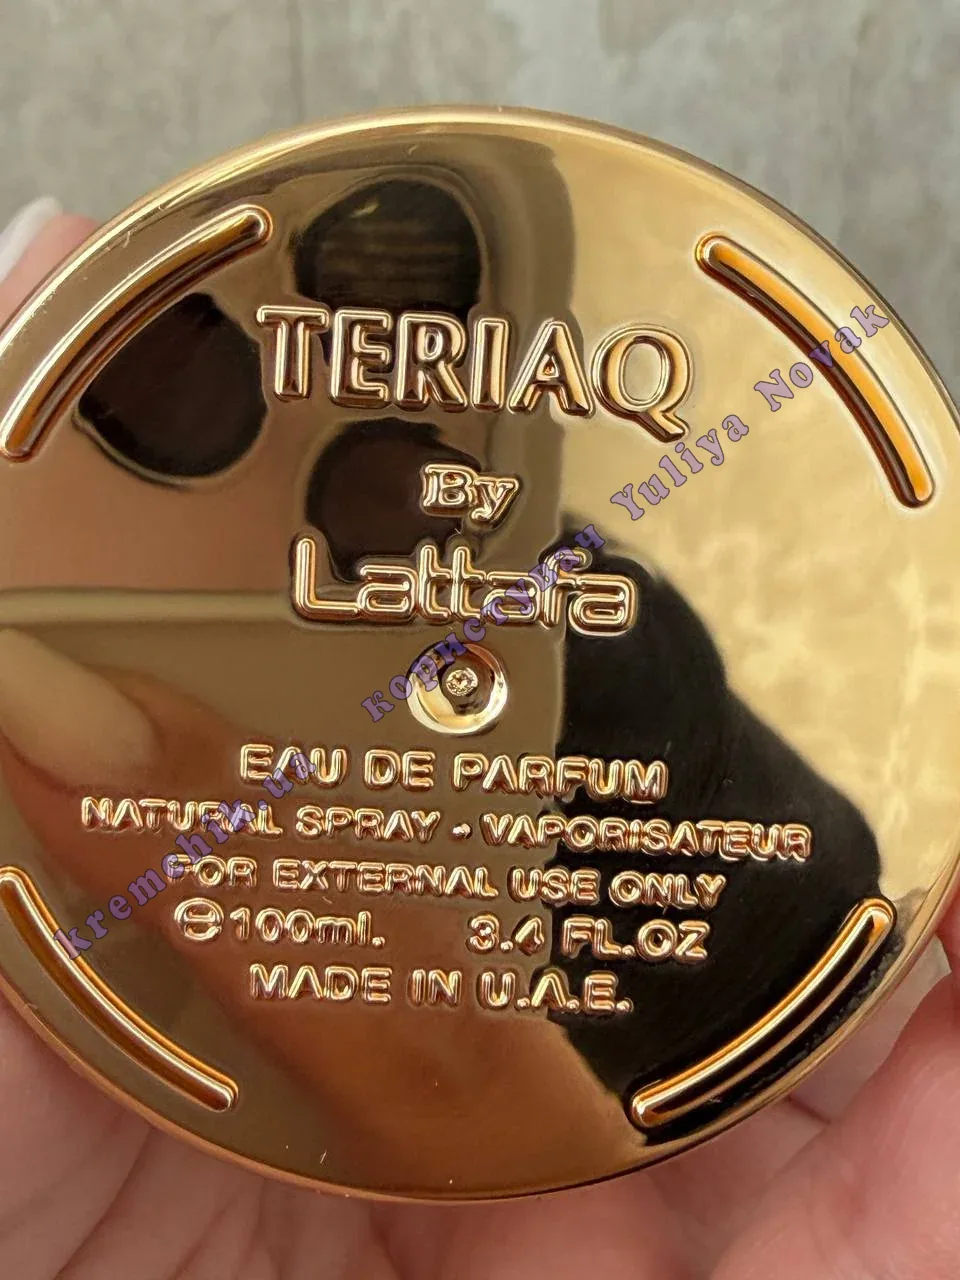 TERIAQ
By
Lattafa
EAU DE PARFUM
NATURAL SPRAY - VAPORISATEUR
FOR EXTERNAL USE ONLY
℮100ml. 3.4 FL.OZ
MADE IN U.A.E.
kremchik.ua користувач Yuliya Novak